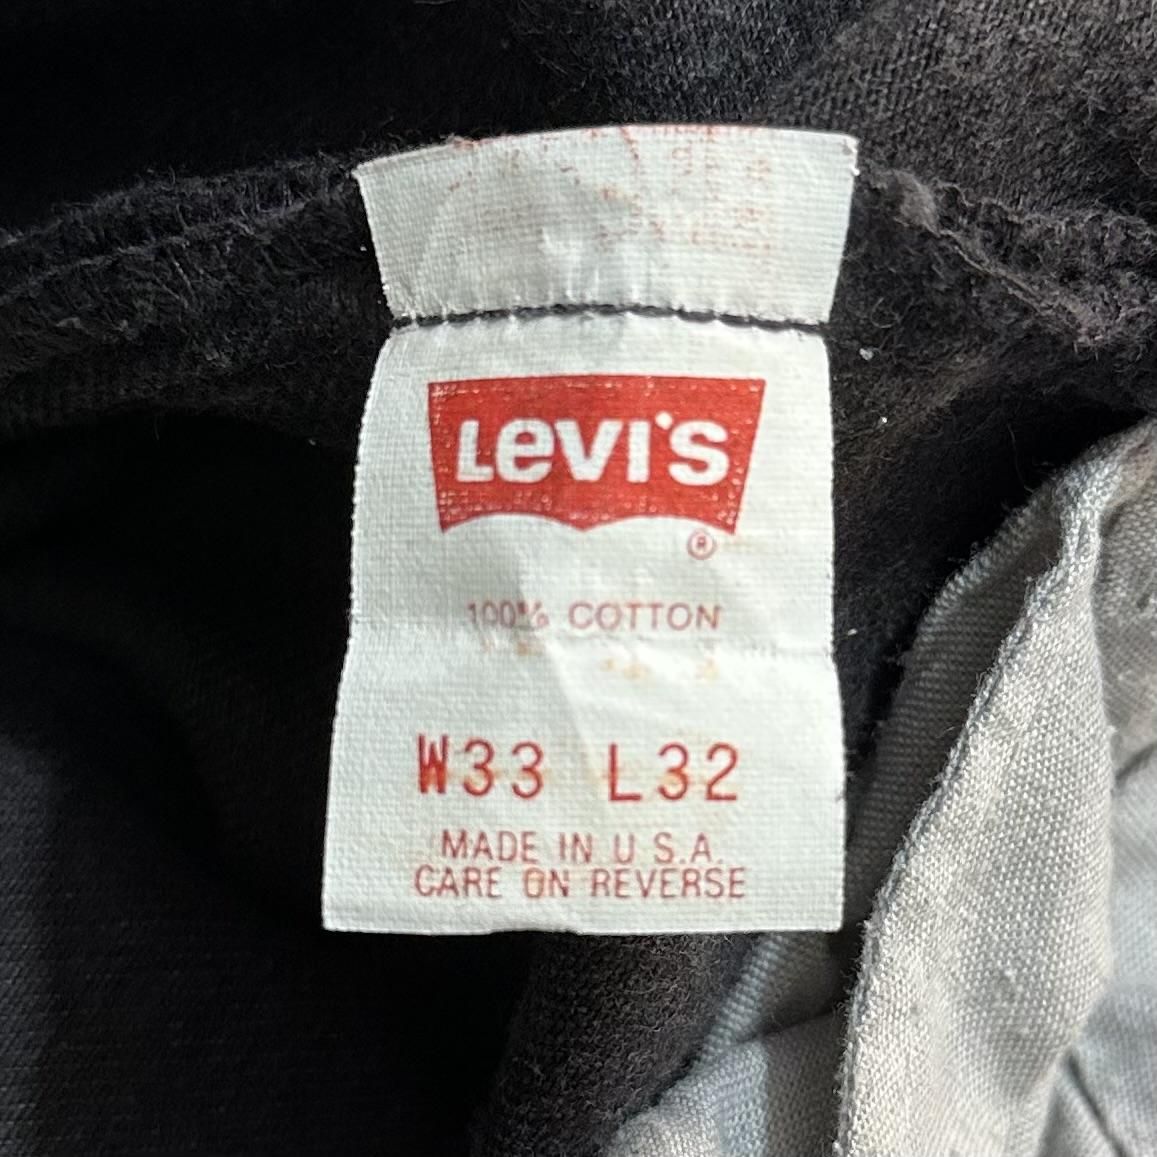 Levi's
®
100% COTTON
W33 L32
MADE IN U.S.A.
CARE ON REVERSE